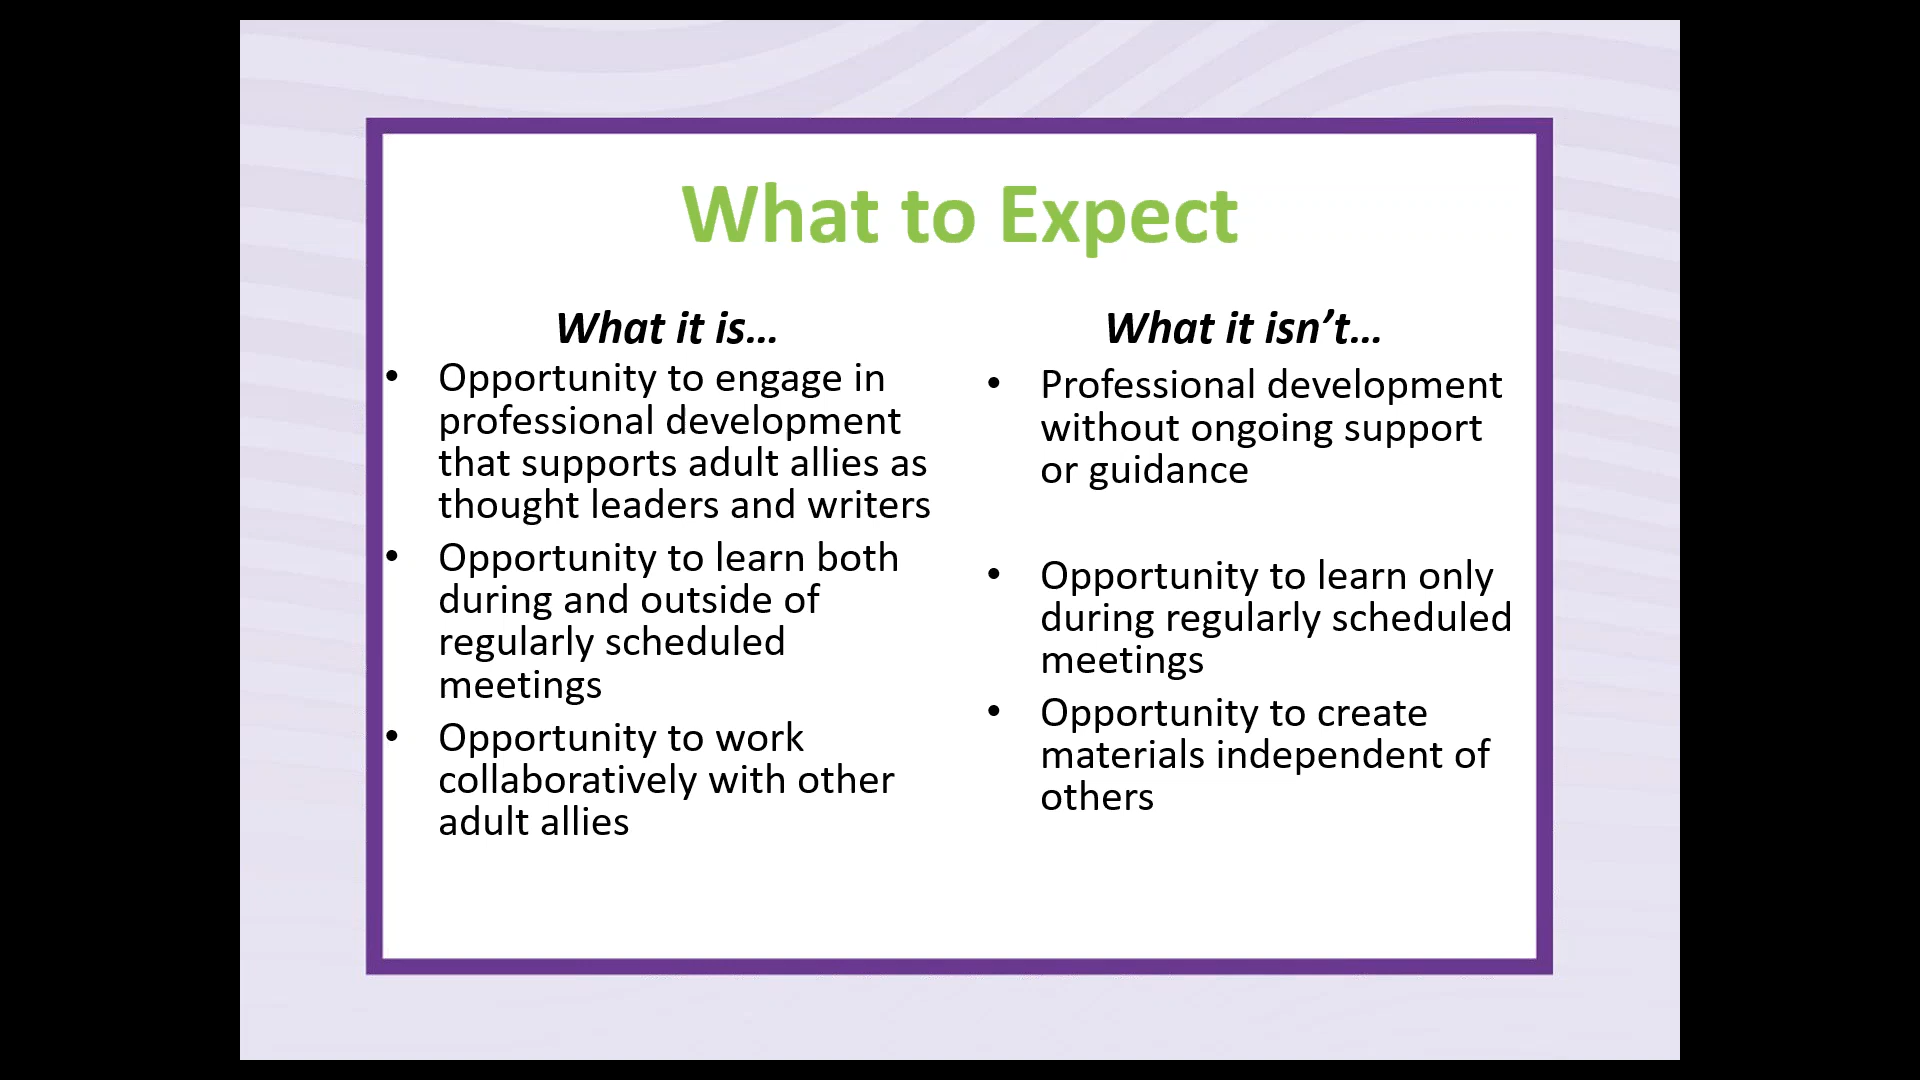 What to Expect
What it is...
• Opportunity to engage in
professional development
that supports adult allies as
thought leaders and writers
• Opportunity to learn both
during and outside of
regularly scheduled
meetings
• Opportunity to work
collaboratively with other
adult allies
What it isn’t...
• Professional development
without ongoing support
or guidance
• Opportunity to learn only
during regularly scheduled
meetings
• Opportunity to create
materials independent of
others